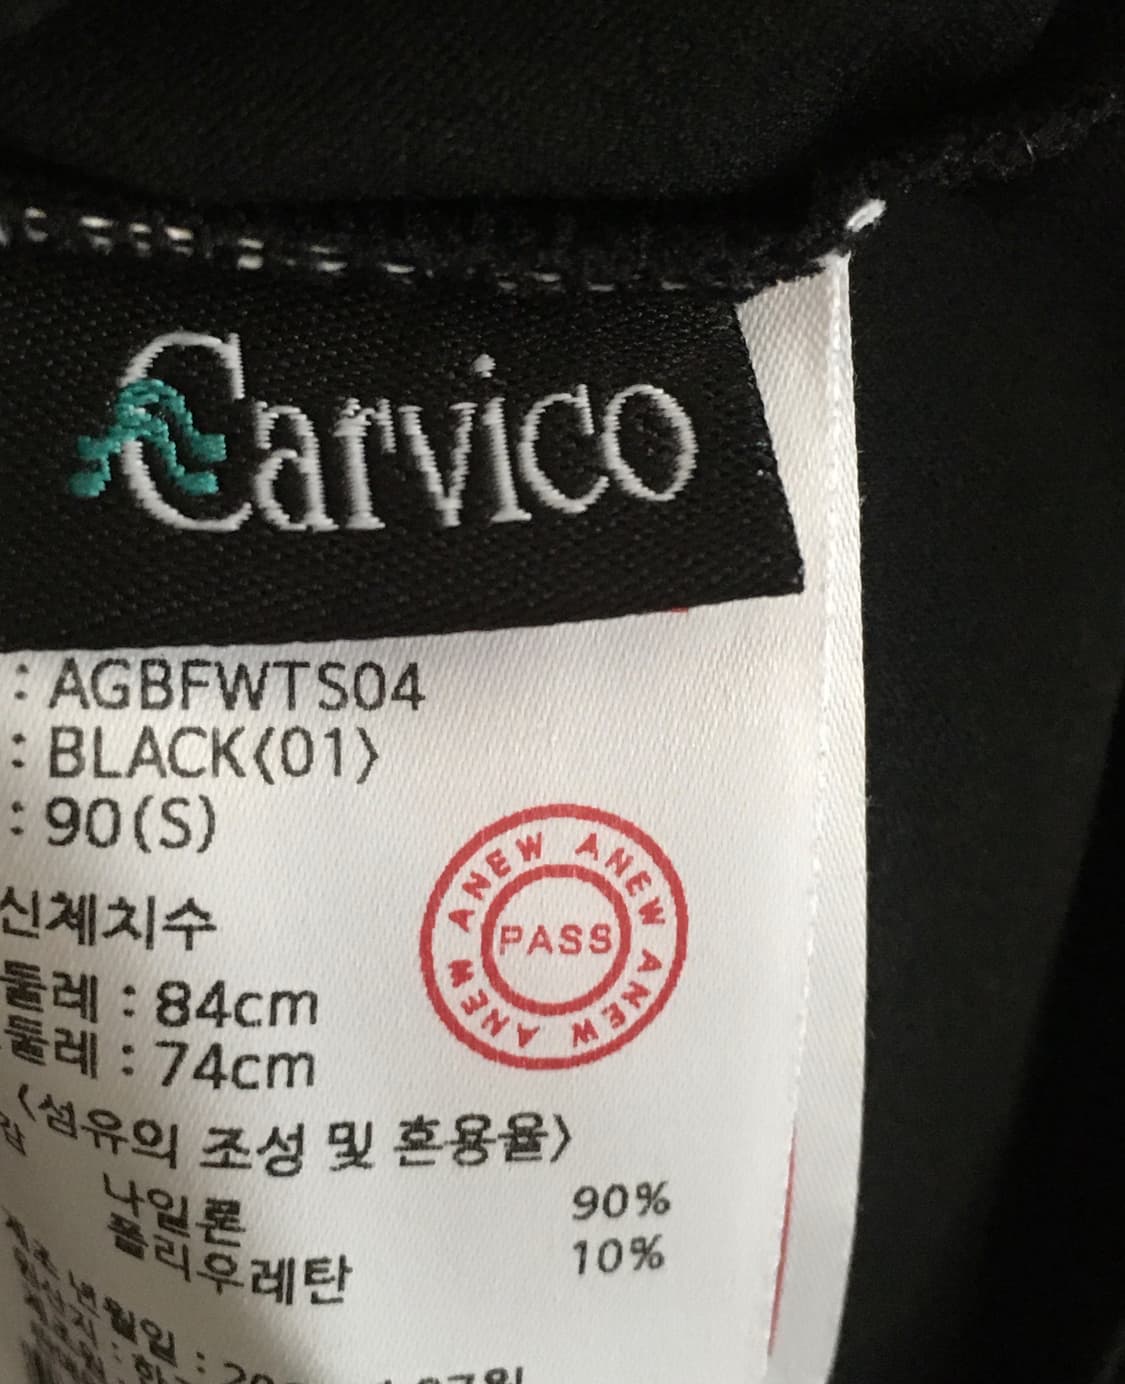 Carvico
: AGBFWTS04
: BLACK(01)
: 90(S)
신체치수
둘레 : 84cm
둘레 : 74cm
〈섬유의 조성 및 혼용율〉
나일론 90%
폴리우레탄 10%
ANEW ANEW ANEW ANEW ANEW
PASS